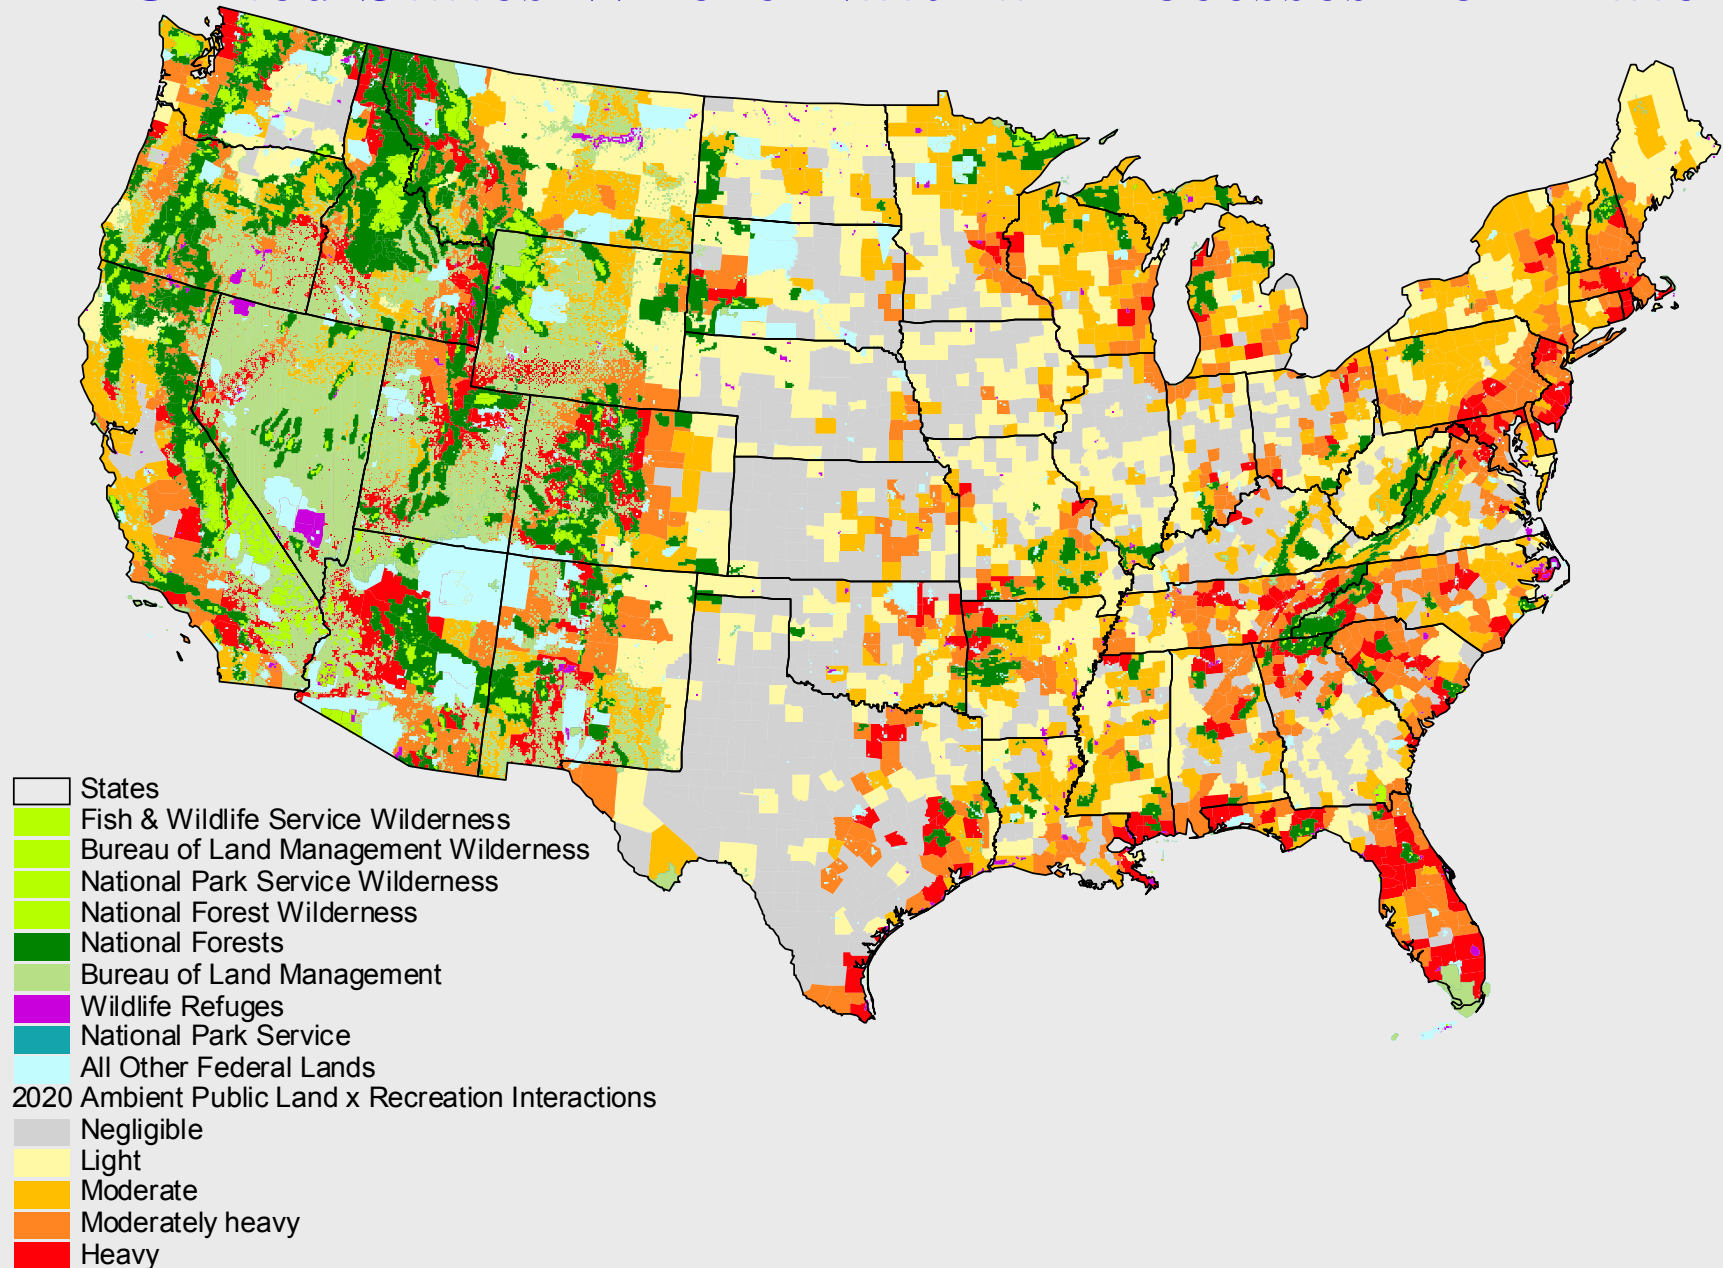 States
Fish & Wildlife Service Wilderness
Bureau of Land Management Wilderness
National Park Service Wilderness
National Forest Wilderness
National Forests
Bureau of Land Management
Wildlife Refuges
National Park Service
All Other Federal Lands
2020 Ambient Public Land x Recreation Interactions
Negligible
Light
Moderate
Moderately heavy
Heavy